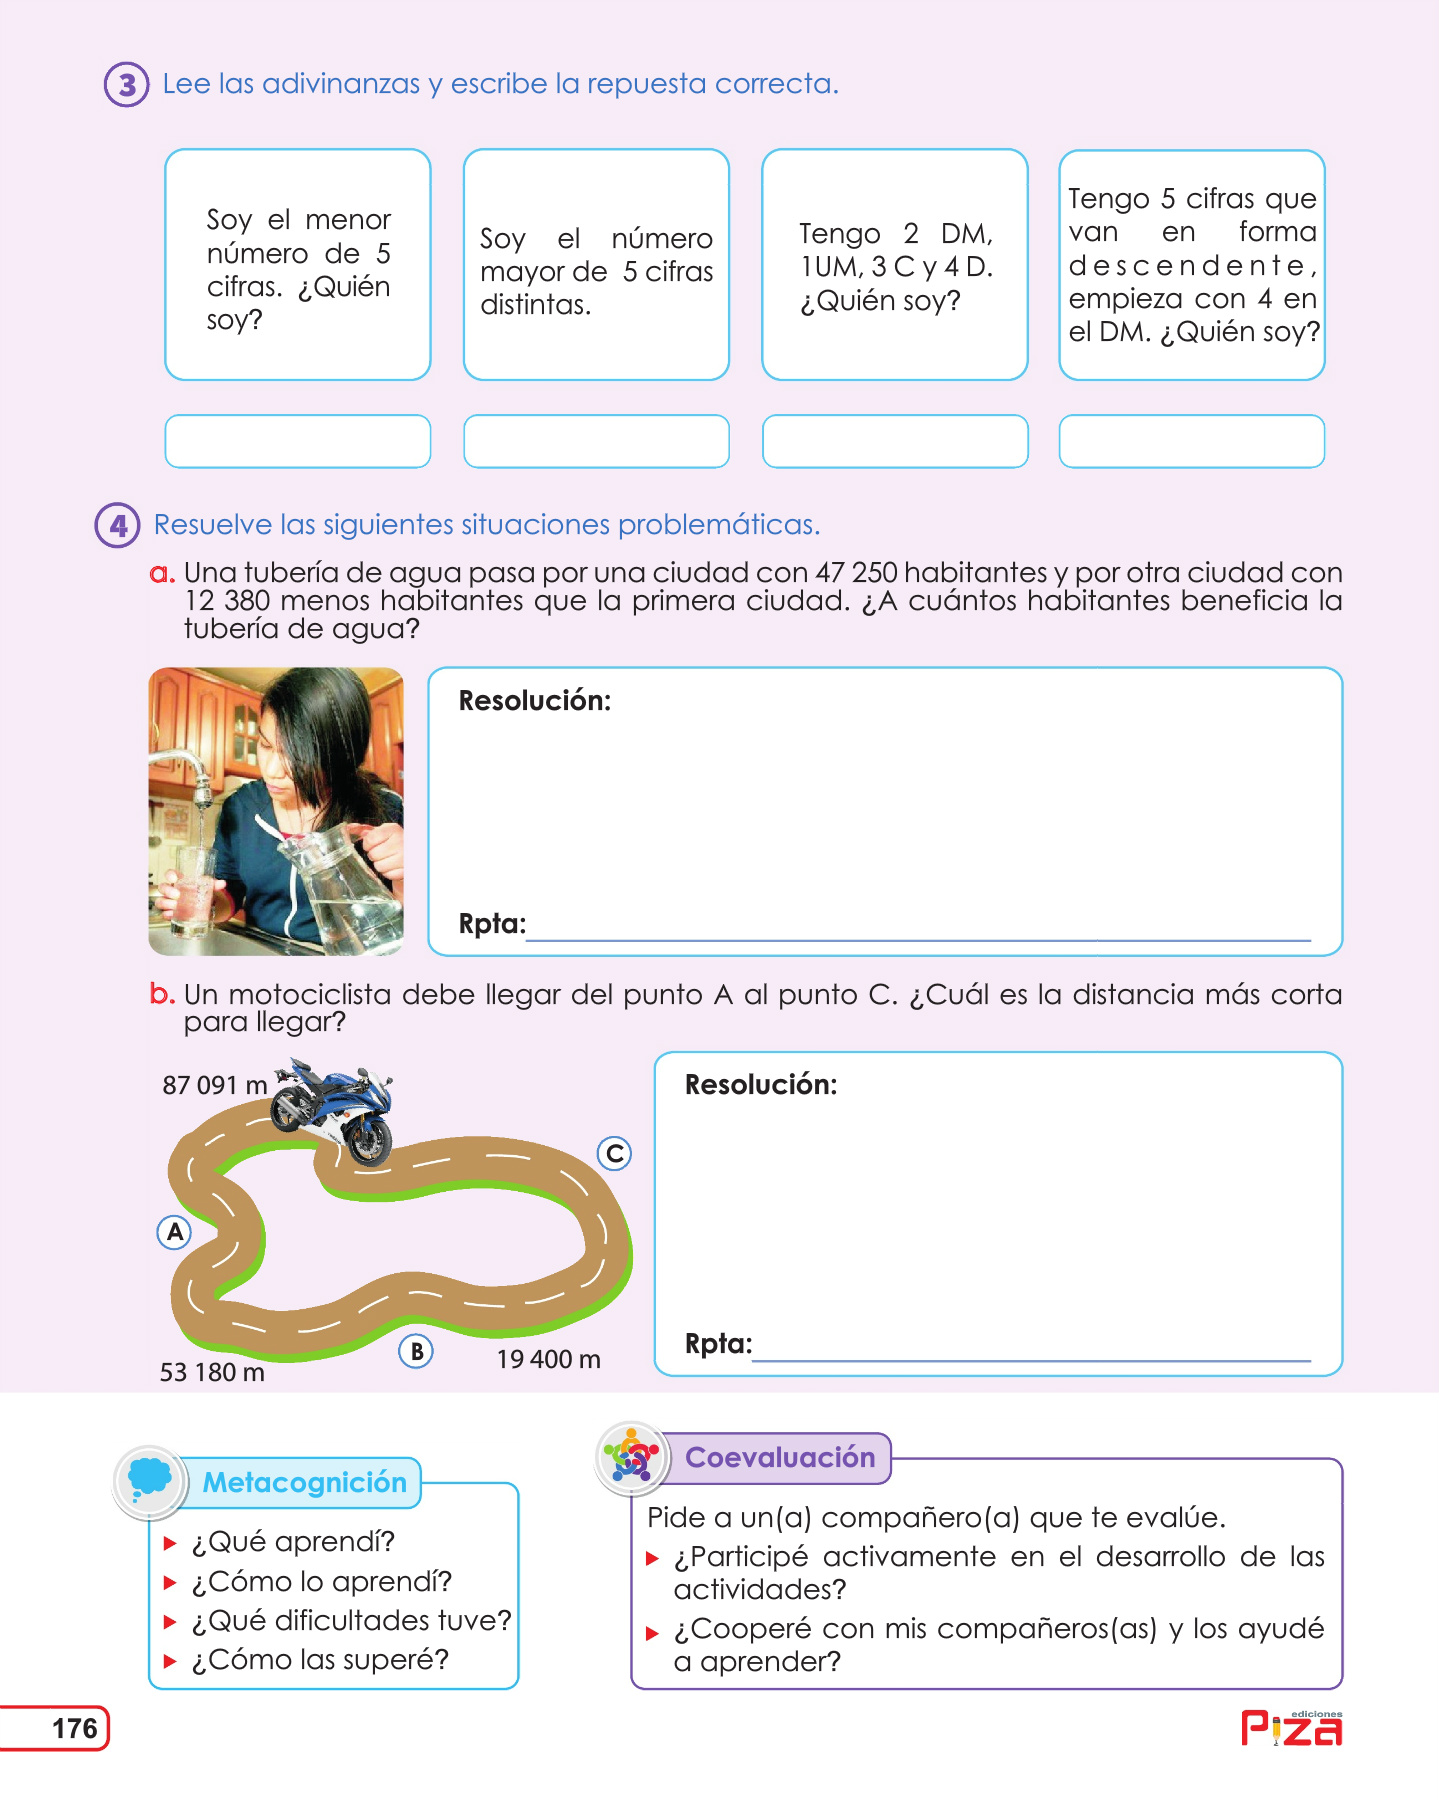 3 Lee las adivinanzas y escribe la repuesta correcta.
Soy el menor
número de 5
cifras. ¿Quién
soy?
Soy el número
mayor de 5 cifras
distintas.
Tengo 2 DM,
1UM, 3 C y 4 D.
¿Quién soy?
Tengo 5 cifras que
van en forma
descendente,
empieza con 4 en
el DM. ¿Quién soy?
4 Resuelve las siguientes situaciones problemáticas.
a. Una tubería de agua pasa por una ciudad con 47 250 habitantes y por otra ciudad con
12 380 menos habitantes que la primera ciudad. ¿A cuántos habitantes beneficia la
tubería de agua?
Resolución:
Rpta:
b. Un motociclista debe llegar del punto A al punto C. ¿Cuál es la distancia más corta
para llegar?
87 091 m
C
A
B
19 400 m
53 180 m
Resolución:
Rpta:
Metacognición
¿Qué aprendí?
¿Cómo lo aprendí?
¿Qué dificultades tuve?
¿Cómo las superé?
Coevaluación
Pide a un(a) compañero(a) que te evalúe.
¿Participé activamente en el desarrollo de las
actividades?
¿Cooperé con mis compañeros(as) y los ayudé
a aprender?
176
ediciones
Piza